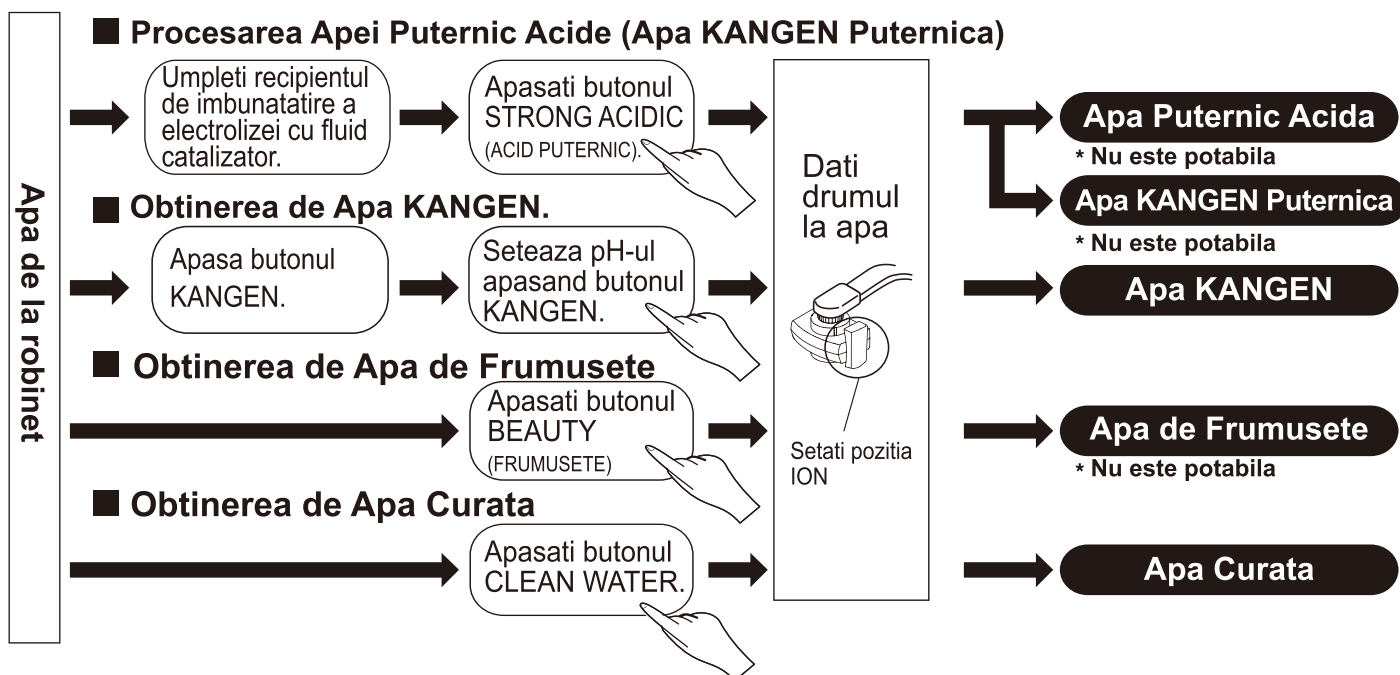 Apa de la robinet
■ Procesarea Apei Puternic Acide (Apa KANGEN Puternica)
Umpleti recipientul
de imbunatatire a
electrolizei cu fluid
catalizator.
Apasati butonul
STRONG ACIDIC
(ACID PUTERNIC).
■ Obtinerea de Apa KANGEN.
Apasa butonul
KANGEN.
Seteaza pH-ul
apasand butonul
KANGEN.
■ Obtinerea de Apa de Frumusete
Apasati butonul
BEAUTY
(FRUMUSETE)
■ Obtinerea de Apa Curata
Apasati butonul
CLEAN WATER.
Dati
drumul
la apa
Setati pozitia
ION
Apa Puternic Acida
* Nu este potabila
Apa KANGEN Puternica
* Nu este potabila
Apa KANGEN
Apa de Frumusete
* Nu este potabila
Apa Curata